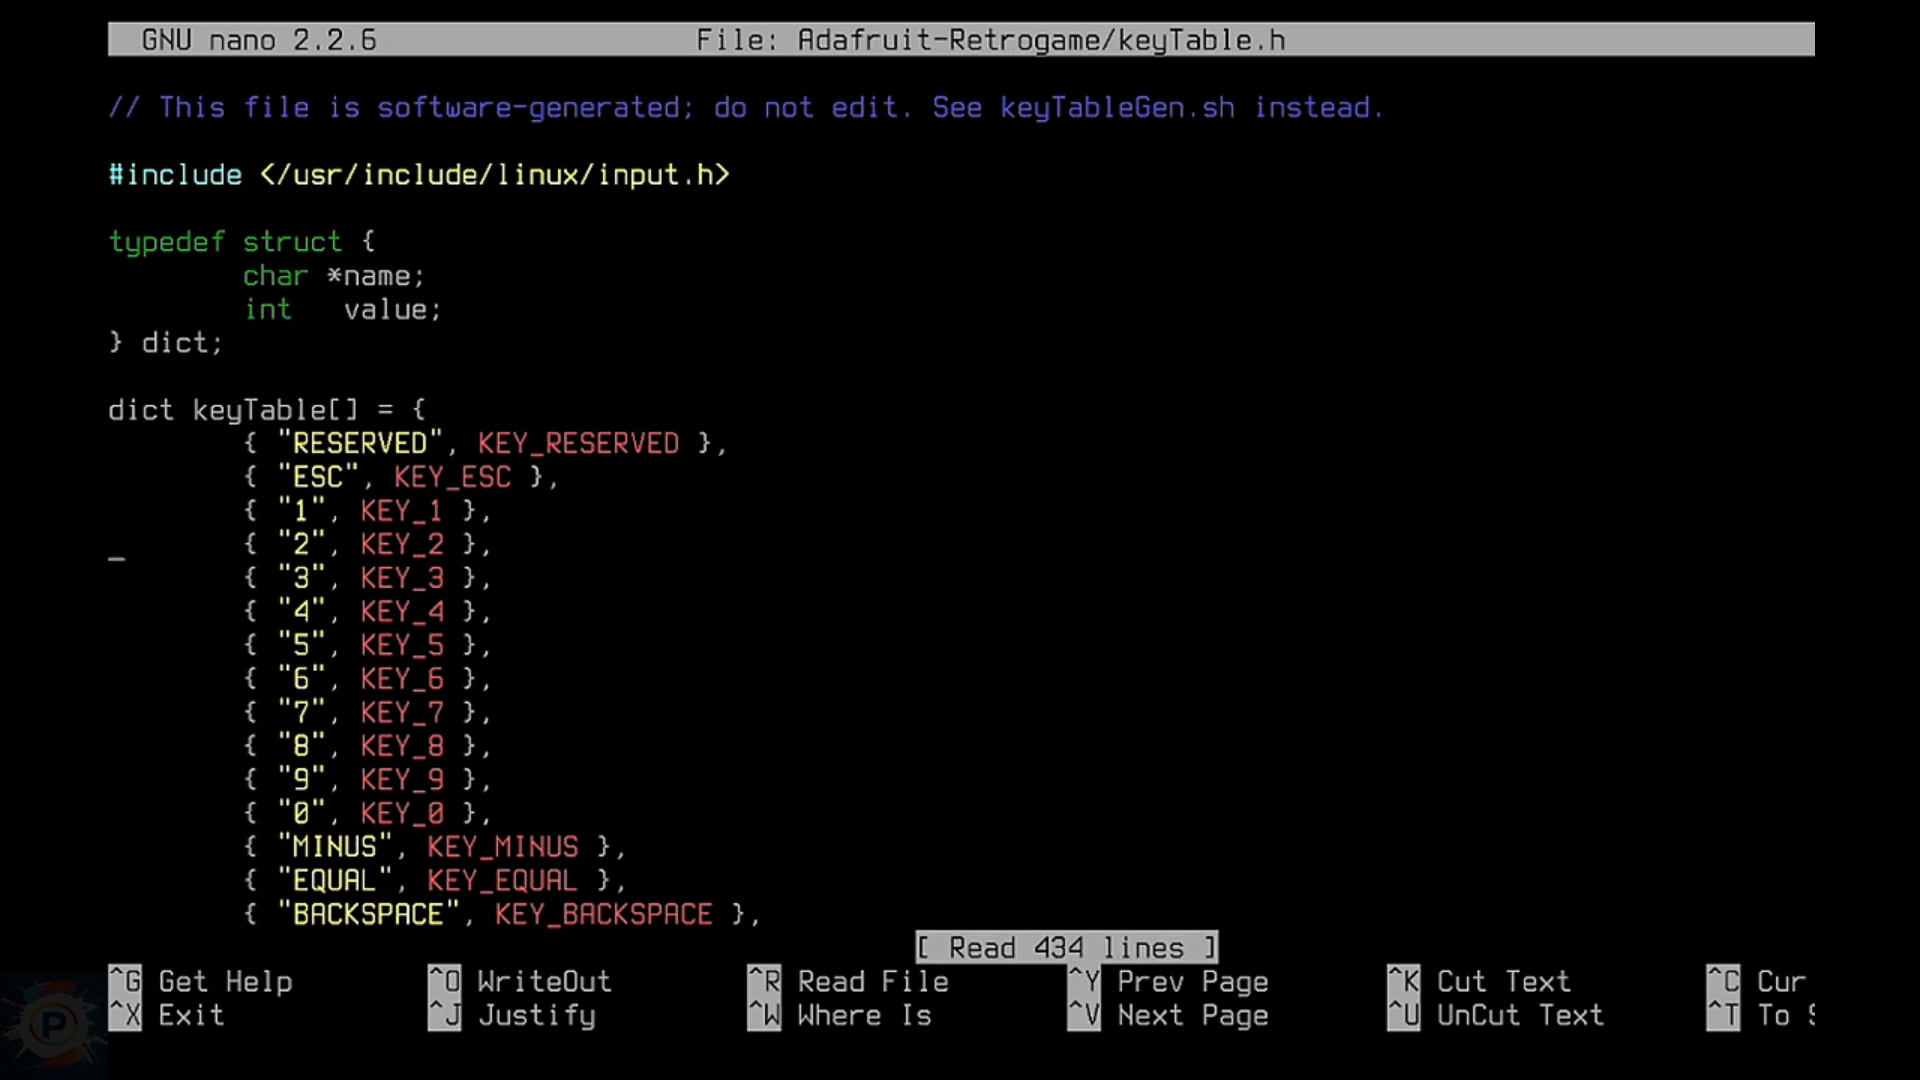 GNU nano 2.2.6 File: Adafruit-Retrogame/keyTable.h
// This file is software-generated; do not edit. See keyTableGen.sh instead.
#include </usr/include/linux/input.h>
typedef struct {
char *name;
int value;
} dict;
dict keyTable[] = {
{ "RESERVED", KEY_RESERVED },
{ "ESC", KEY_ESC },
{ "1", KEY_1 },
{ "2", KEY_2 },
{ "3", KEY_3 },
{ "4", KEY_4 },
{ "5", KEY_5 },
{ "6", KEY_6 },
{ "7", KEY_7 },
{ "8", KEY_8 },
{ "9", KEY_9 },
{ "0", KEY_0 },
{ "MINUS", KEY_MINUS },
{ "EQUAL", KEY_EQUAL },
{ "BACKSPACE", KEY_BACKSPACE },
[ Read 434 lines ]
^G Get Help ^O WriteOut ^R Read File ^Y Prev Page ^K Cut Text ^C Cur
^X Exit ^J Justify ^W Where Is ^V Next Page ^U UnCut Text ^T To
P